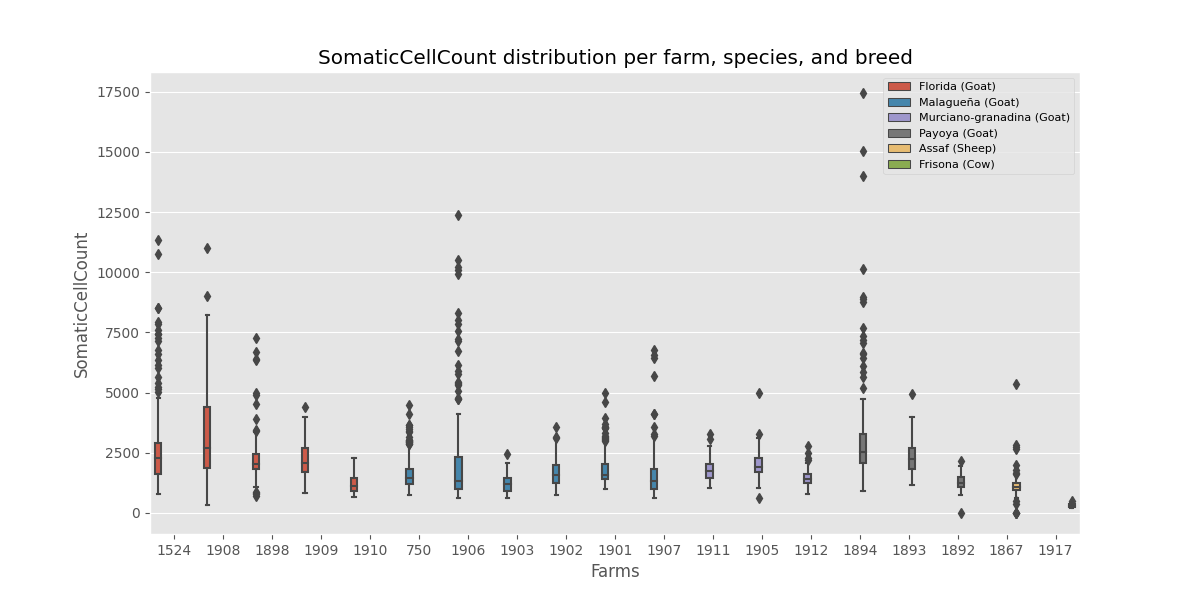 SomaticCellCount distribution per farm, species, and breed
Florida (Goat)
Malagueña (Goat)
Murciano-granadina (Goat)
Payoya (Goat)
Assaf (Sheep)
Frisona (Cow)
SomaticCellCount
17500
15000
12500
10000
7500
5000
2500
0
1524 1908 1898 1909 1910 750 1906 1903 1902 1901 1907 1911 1905 1912 1894 1893 1892 1867 1917
Farms